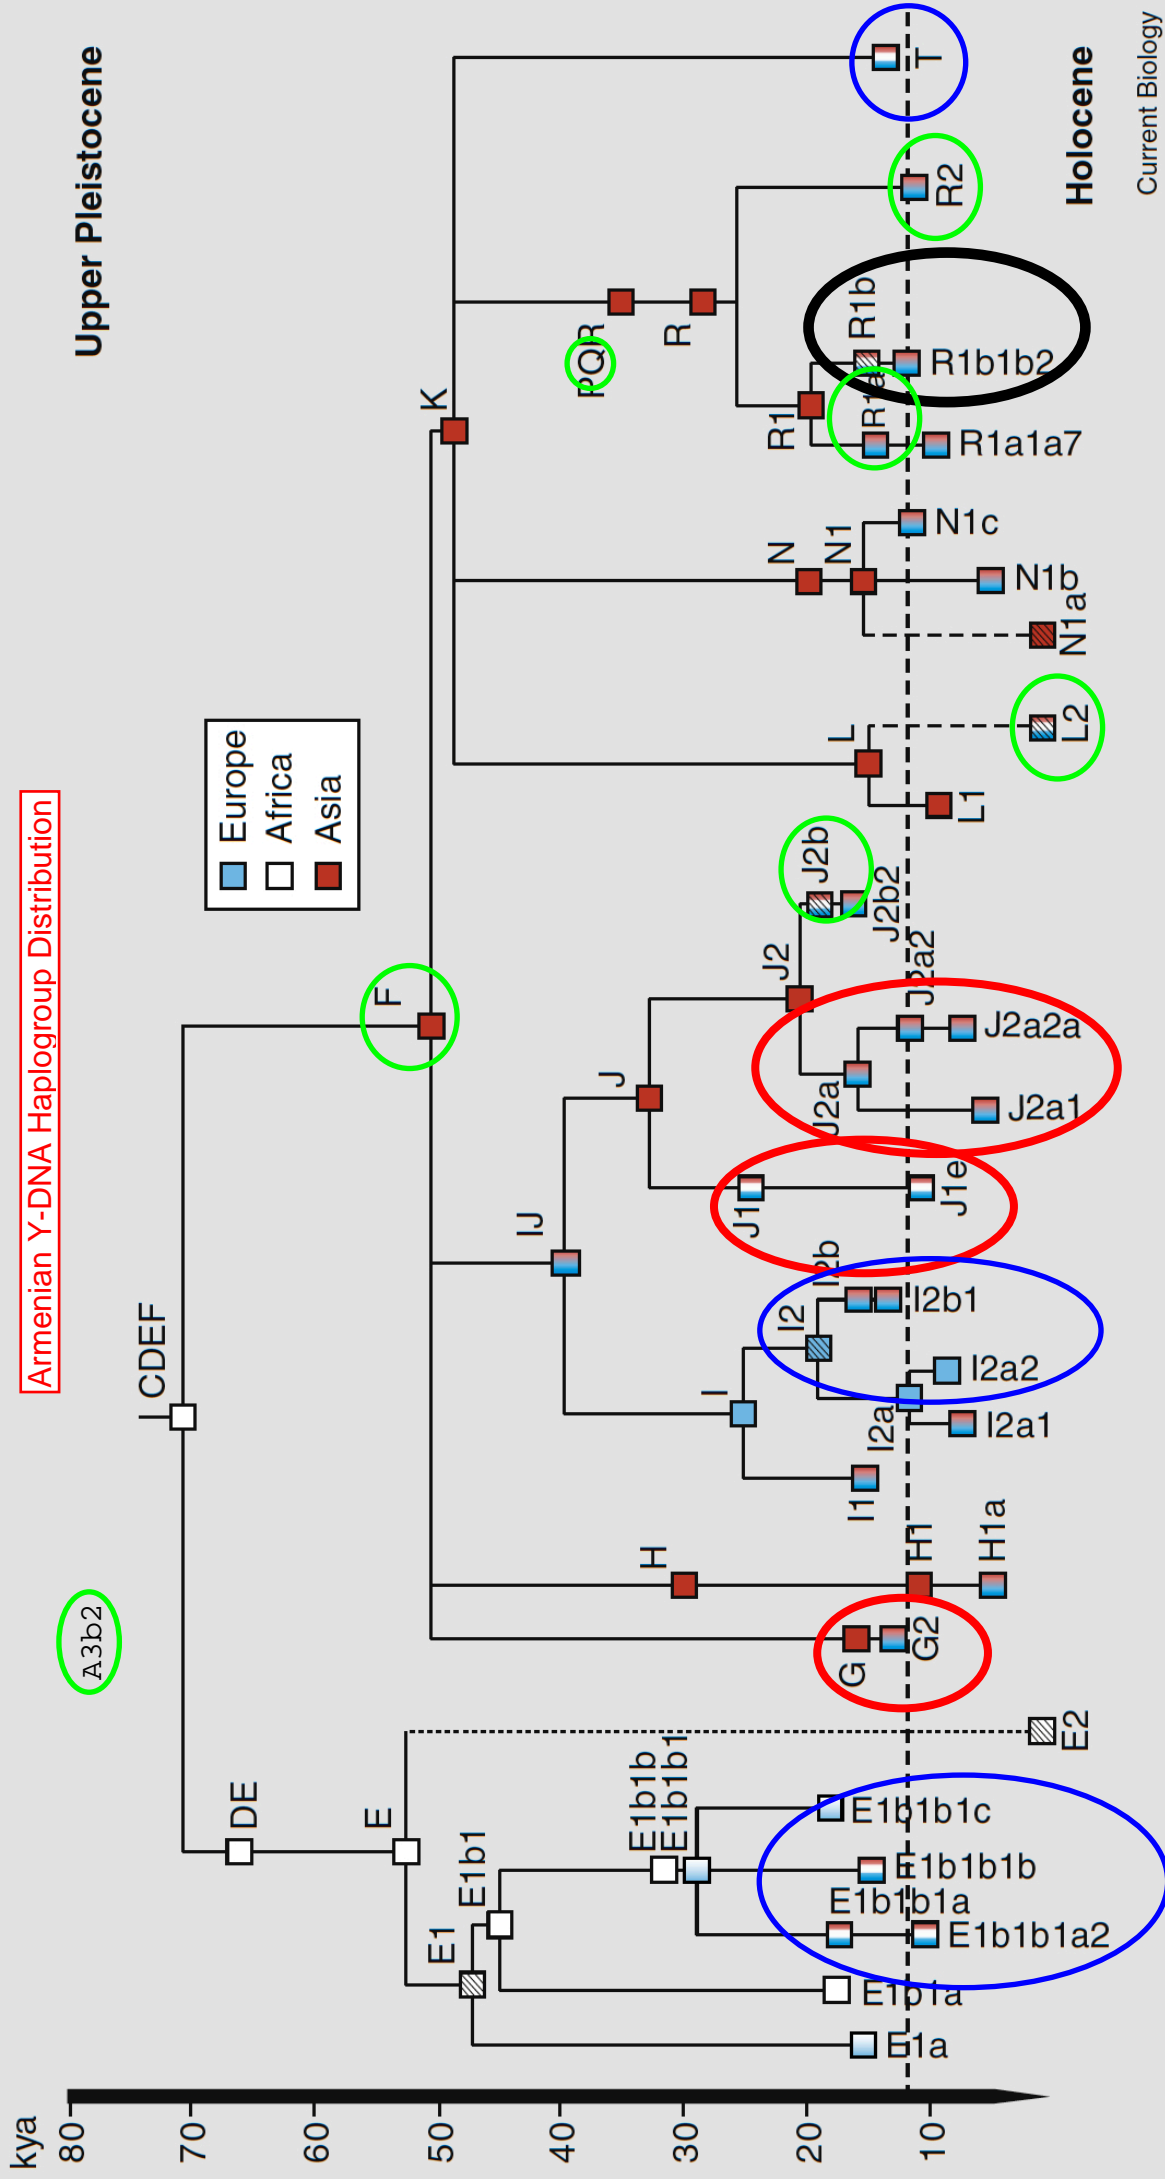 Armenian Y-DNA Haplogroup Distribution
Upper Pleistocene
A3b2
CDEF
Europe
Africa
Asia
DE
E
F
K
E1
E1b1
E1b1b
E1b1b1
E1b1b1c
E1b1b1b
E1b1b1a
E1b1b1a2
E1b1a
E1a
E2
G
G2
H
H1
H1a
IJ
I
I1
I2
I2a
I2a1
I2a2
I2b
I2b1
J
J1
J1e
J2
J2a
J2a1
J2a2
J2a2a
J2b
J2b2
L
L1
L2
N
N1
N1a
N1b
N1c
PQR
R
R1
R1a
R1a1a7
R1b
R1b1b2
R2
T
kya
80
70
60
50
40
30
20
10
Holocene
Current Biology